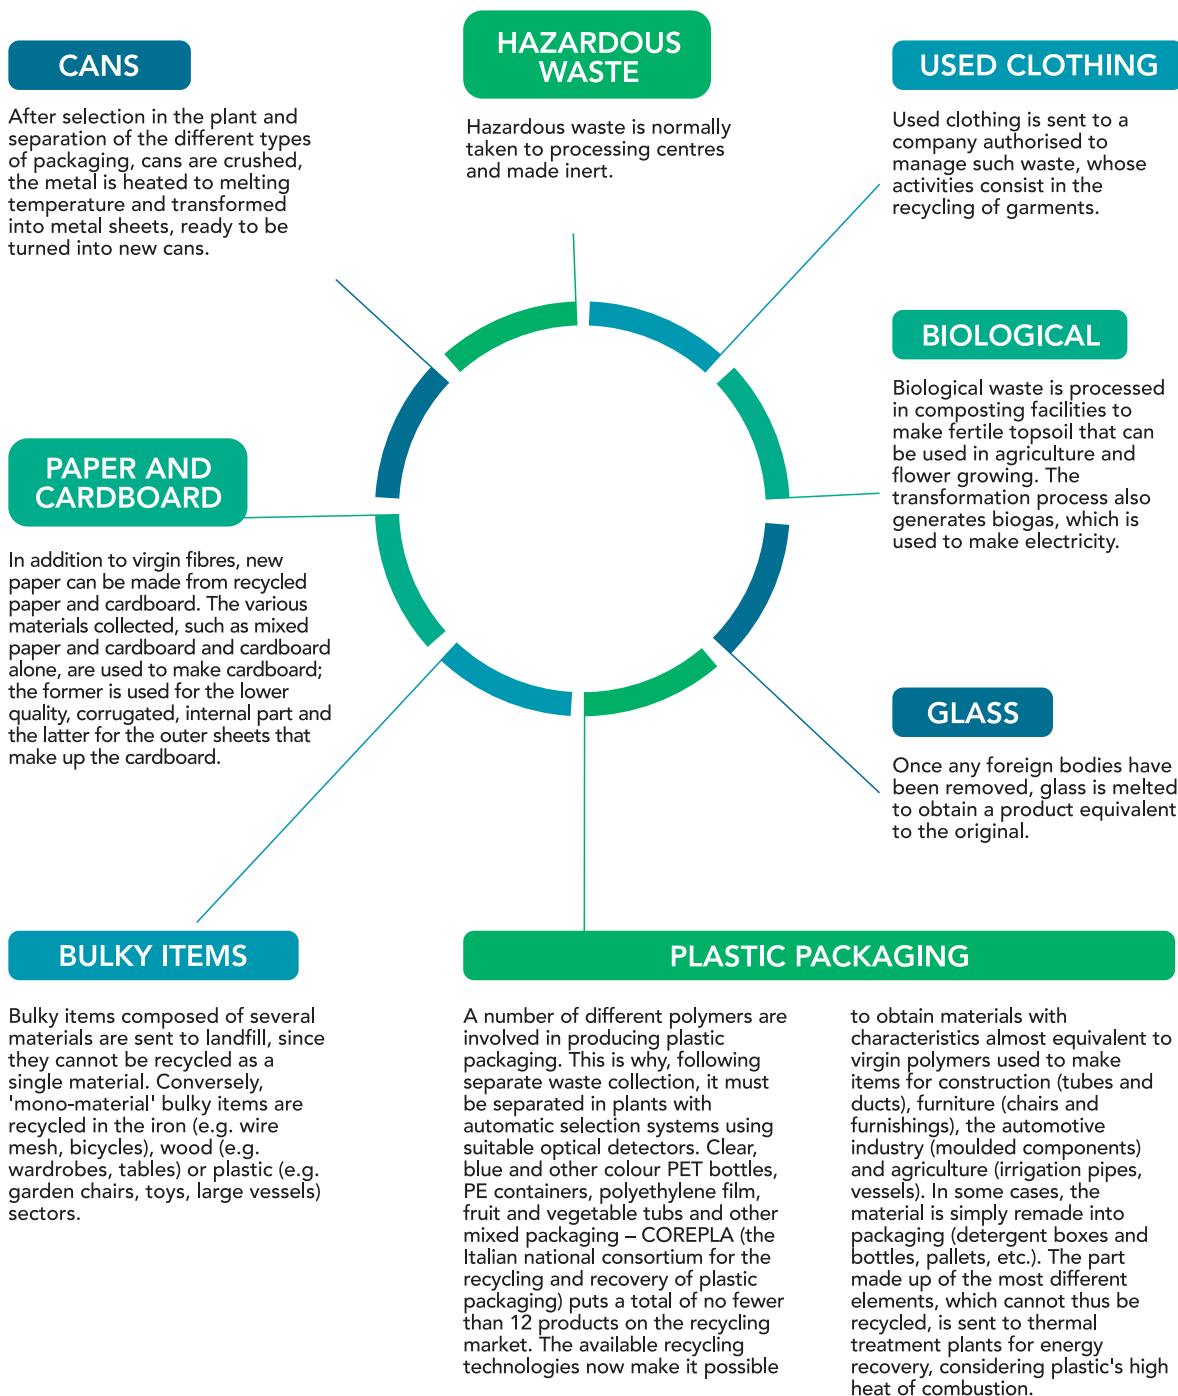 CANS
After selection in the plant and
separation of the different types
of packaging, cans are crushed,
the metal is heated to melting
temperature and transformed
into metal sheets, ready to be
turned into new cans.
HAZARDOUS
WASTE
Hazardous waste is normally
taken to processing centres
and made inert.
USED CLOTHING
Used clothing is sent to a
company authorised to
manage such waste, whose
activities consist in the
recycling of garments.
BIOLOGICAL
Biological waste is processed
in composting facilities to
make fertile topsoil that can
be used in agriculture and
flower growing. The
transformation process also
generates biogas, which is
used to make electricity.
PAPER AND
CARDBOARD
In addition to virgin fibres, new
paper can be made from recycled
paper and cardboard. The various
materials collected, such as mixed
paper and cardboard and cardboard
alone, are used to make cardboard;
the former is used for the lower
quality, corrugated, internal part and
the latter for the outer sheets that
make up the cardboard.
GLASS
Once any foreign bodies have
been removed, glass is melted
to obtain a product equivalent
to the original.
BULKY ITEMS
Bulky items composed of several
materials are sent to landfill, since
they cannot be recycled as a
single material. Conversely,
'mono-material' bulky items are
recycled in the iron (e.g. wire
mesh, bicycles), wood (e.g.
wardrobes, tables) or plastic (e.g.
garden chairs, toys, large vessels)
sectors.
PLASTIC PACKAGING
A number of different polymers are
involved in producing plastic
packaging. This is why, following
separate waste collection, it must
be separated in plants with
automatic selection systems using
suitable optical detectors. Clear,
blue and other colour PET bottles,
PE containers, polyethylene film,
fruit and vegetable tubs and other
mixed packaging – COREPLA (the
Italian national consortium for the
recycling and recovery of plastic
packaging) puts a total of no fewer
than 12 products on the recycling
market. The available recycling
technologies now make it possible
to obtain materials with
characteristics almost equivalent to
virgin polymers used to make
items for construction (tubes and
ducts), furniture (chairs and
furnishings), the automotive
industry (moulded components)
and agriculture (irrigation pipes,
vessels). In some cases, the
material is simply remade into
packaging (detergent boxes and
bottles, pallets, etc.). The part
made up of the most different
elements, which cannot thus be
recycled, is sent to thermal
treatment plants for energy
recovery, considering plastic's high
heat of combustion.